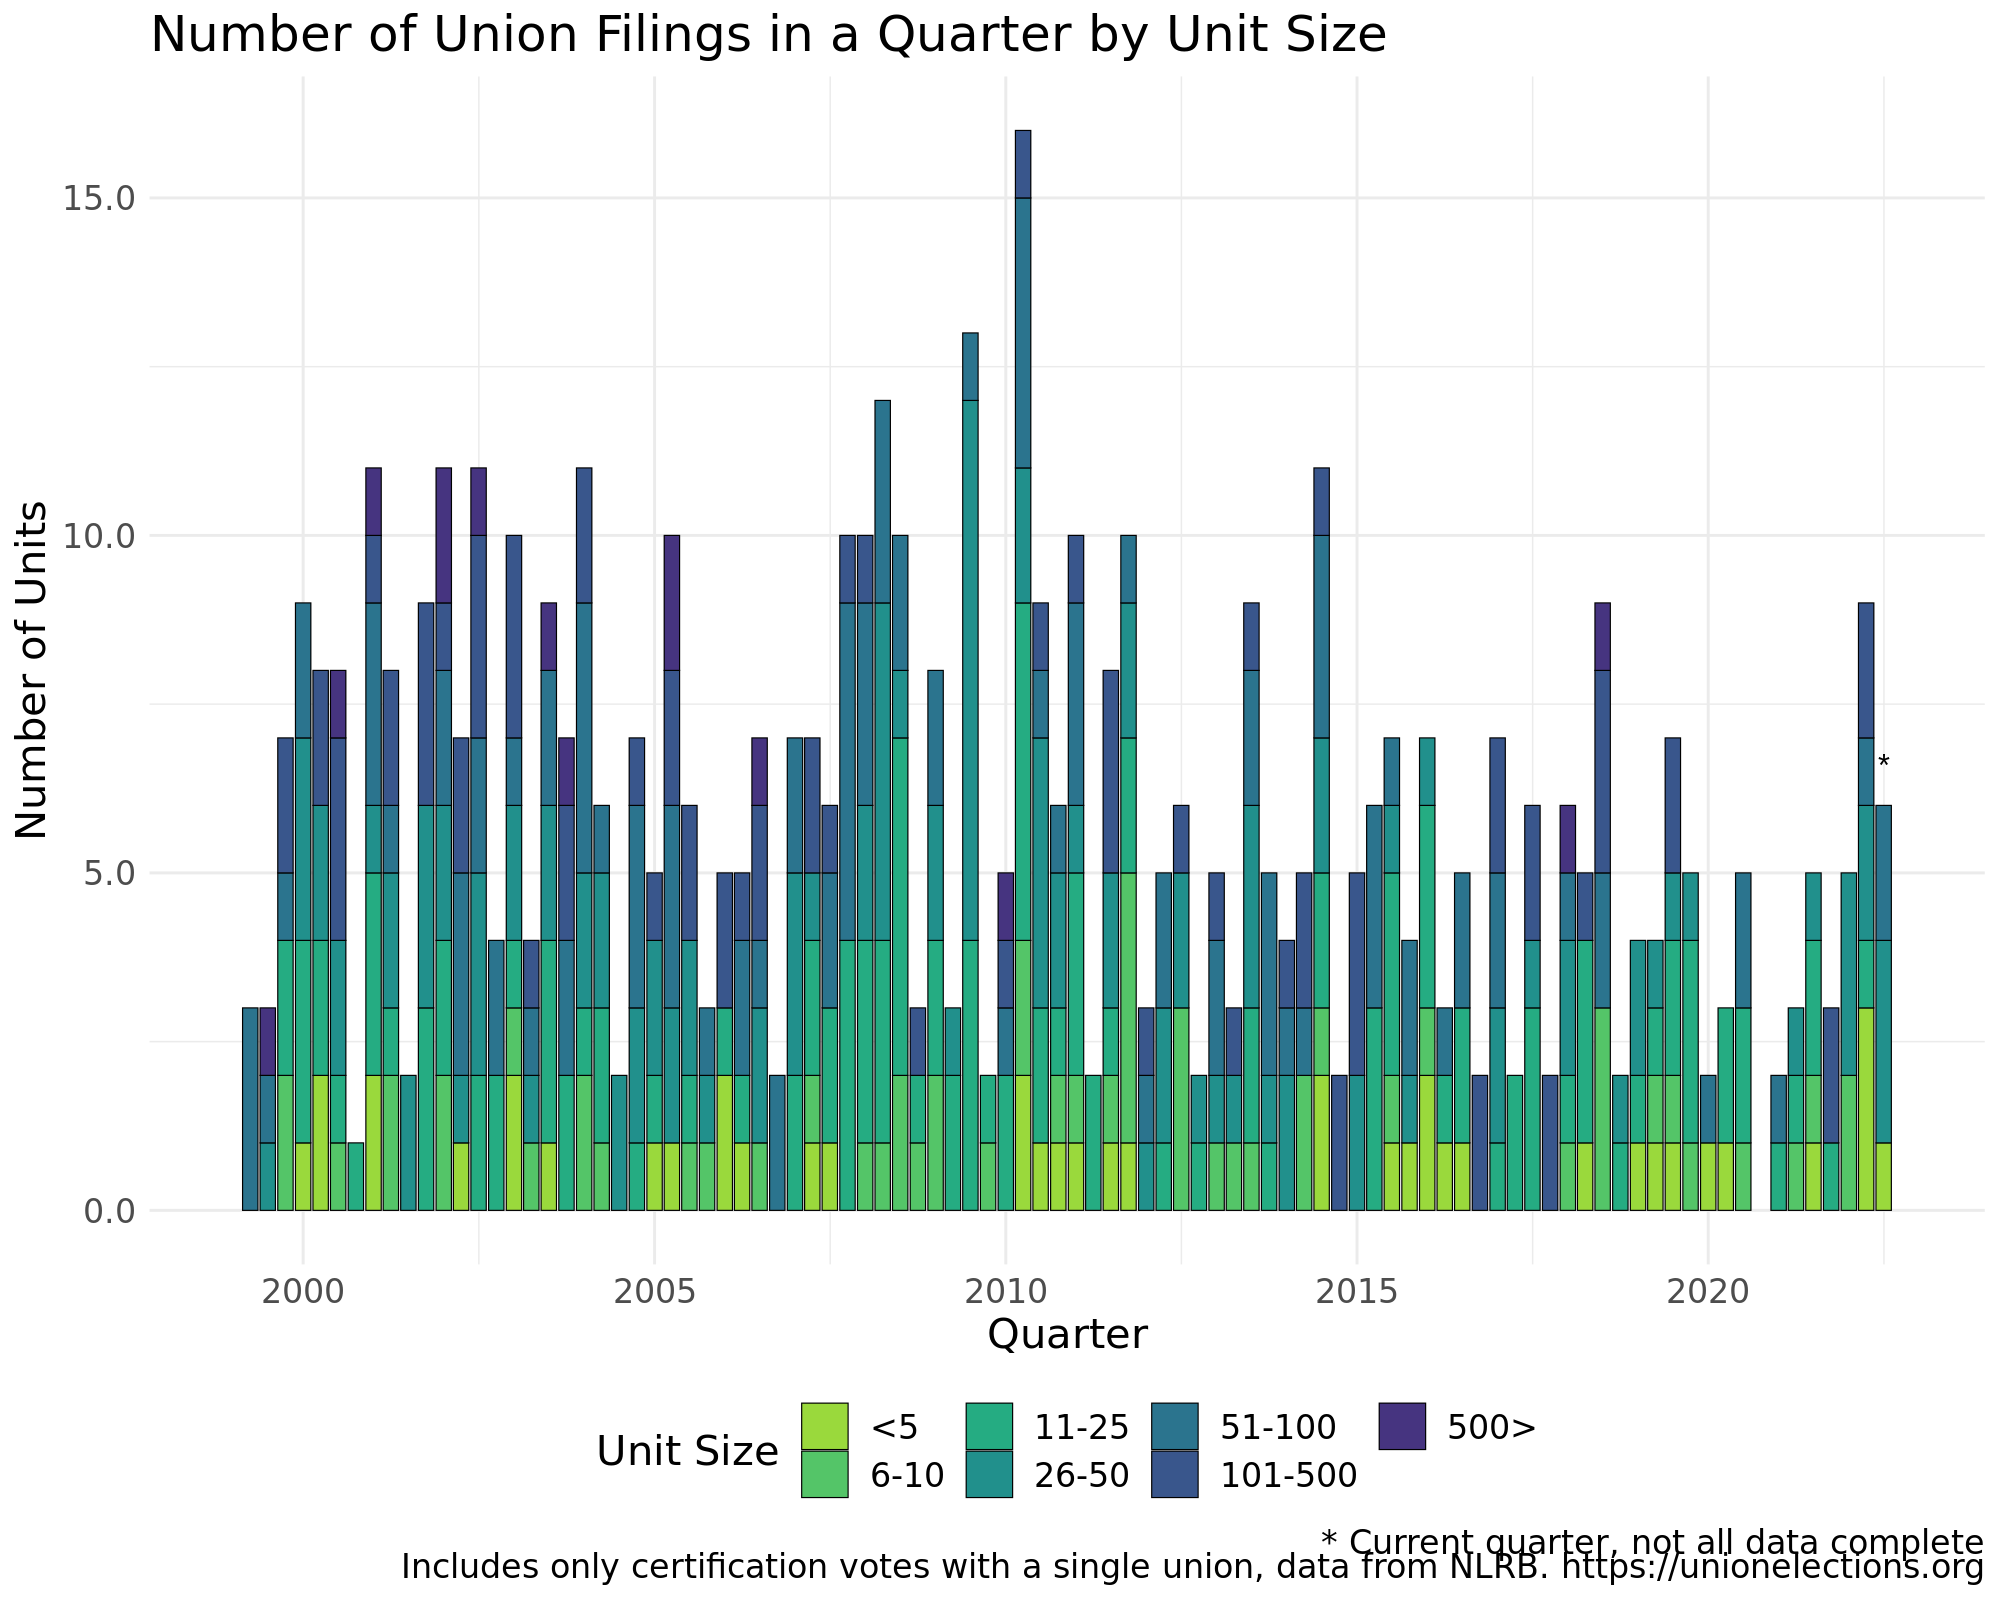 Number of Union Filings in a Quarter by Unit Size
Number of Units
15.0
10.0
5.0
0.0
*
2000 2005 2010 2015 2020
Quarter
Unit Size
<5 11-25 51-100 500>
6-10 26-50 101-500
* Current quarter, not all data complete
Includes only certification votes with a single union, data from NLRB. https://unionelections.org